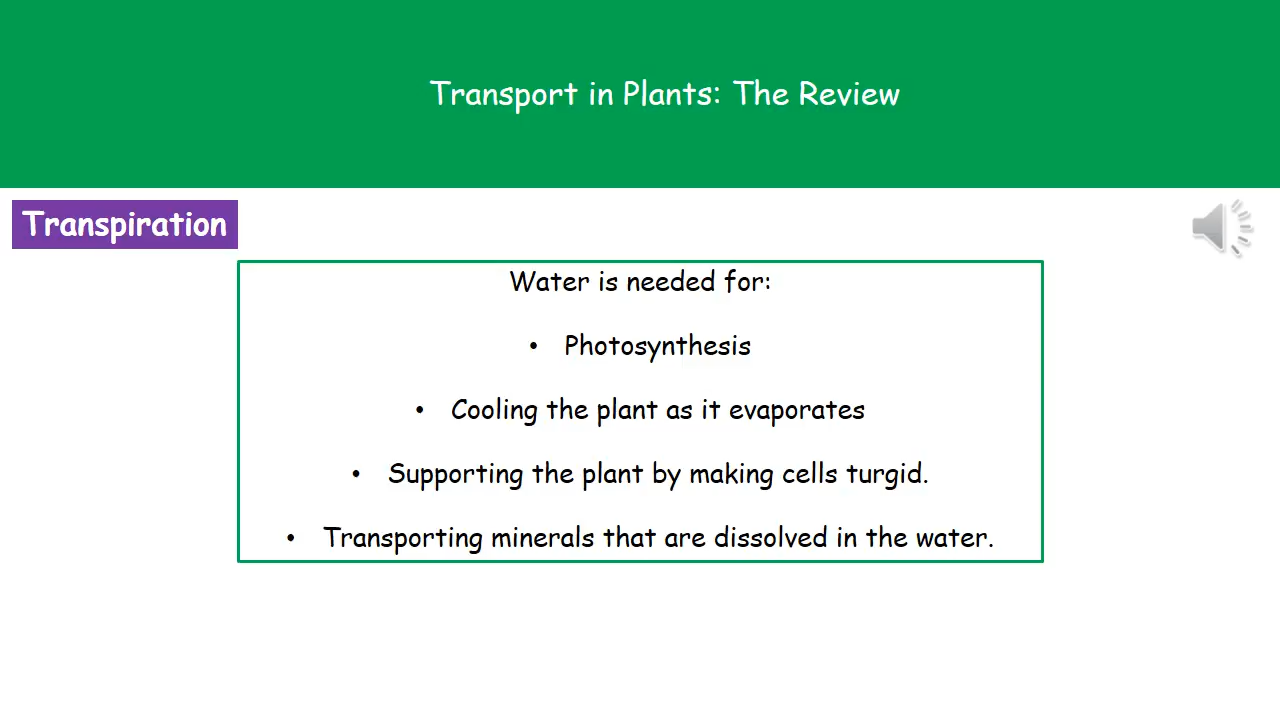 Transport in Plants: The Review
Transpiration
Water is needed for:
• Photosynthesis
• Cooling the plant as it evaporates
• Supporting the plant by making cells turgid.
• Transporting minerals that are dissolved in the water.